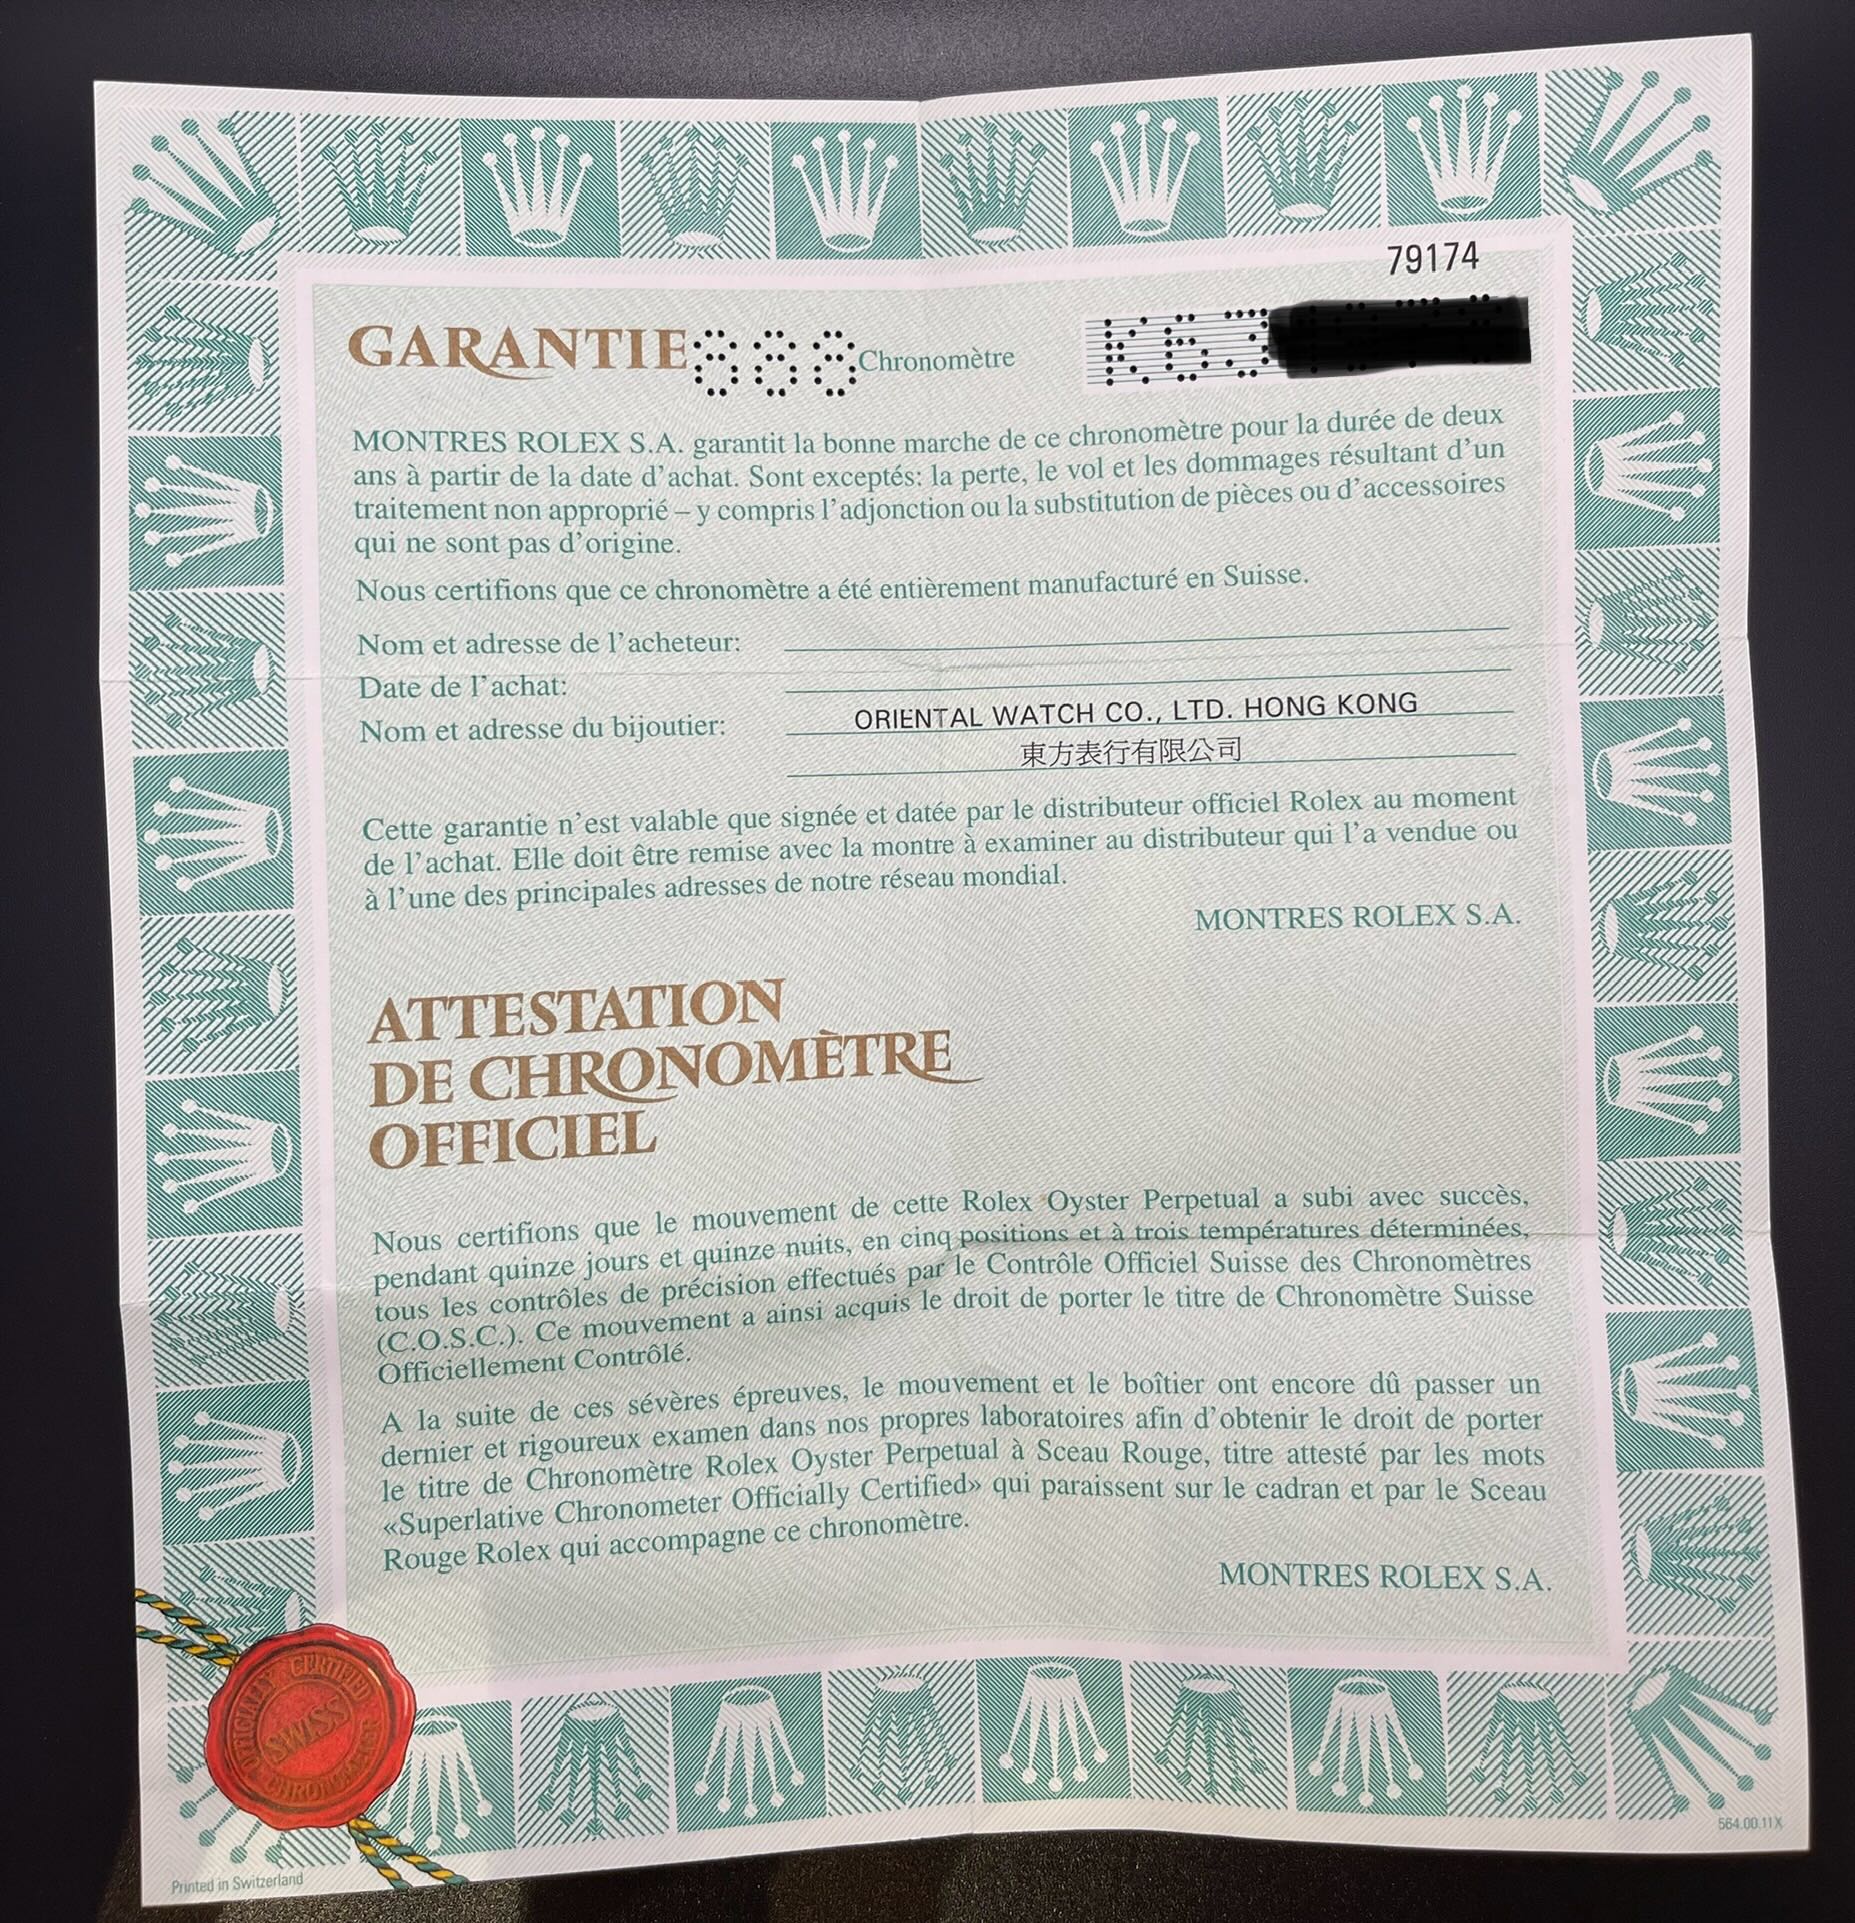 79174
GARANTIE 888 Chronomètre K63
MONTRES ROLEX S.A. garantit la bonne marche de ce chronomètre pour la durée de deux
ans à partir de la date d'achat. Sont exceptés: la perte, le vol et les dommages résultant d'un
traitement non approprié – y compris l'adjonction ou la substitution de pièces ou d'accessoires
qui ne sont pas d'origine.
Nous certifions que ce chronomètre a été entièrement manufacturé en Suisse.
Nom et adresse de l'acheteur:
Date de l'achat:
Nom et adresse du bijoutier: ORIENTAL WATCH CO., LTD. HONG KONG
東方表行有限公司
Cette garantie n'est valable que signée et datée par le distributeur officiel Rolex au moment
de l'achat. Elle doit être remise avec la montre à examiner au distributeur qui l'a vendue ou
à l'une des principales adresses de notre réseau mondial.
MONTRES ROLEX S.A.
ATTESTATION
DE CHRONOMÈTRE
OFFICIEL
Nous certifions que le mouvement de cette Rolex Oyster Perpetual a subi avec succès,
pendant quinze jours et quinze nuits, en cinq positions et à trois températures déterminées,
tous les contrôles de précision effectués par le Contrôle Officiel Suisse des Chronomètres
(C.O.S.C.). Ce mouvement a ainsi acquis le droit de porter le titre de Chronomètre Suisse
Officiellement Contrôlé.
A la suite de ces sévères épreuves, le mouvement et le boîtier ont encore dû passer un
dernier et rigoureux examen dans nos propres laboratoires afin d'obtenir le droit de porter
le titre de Chronomètre Rolex Oyster Perpetual à Sceau Rouge, titre attesté par les mots
«Superlative Chronometer Officially Certified» qui paraissent sur le cadran et par le Sceau
Rouge Rolex qui accompagne ce chronomètre.
MONTRES ROLEX S.A.
OFFICIALLY CERTIFIED
SWISS
CHRONOMETER
564.00.11X
Printed in Switzerland